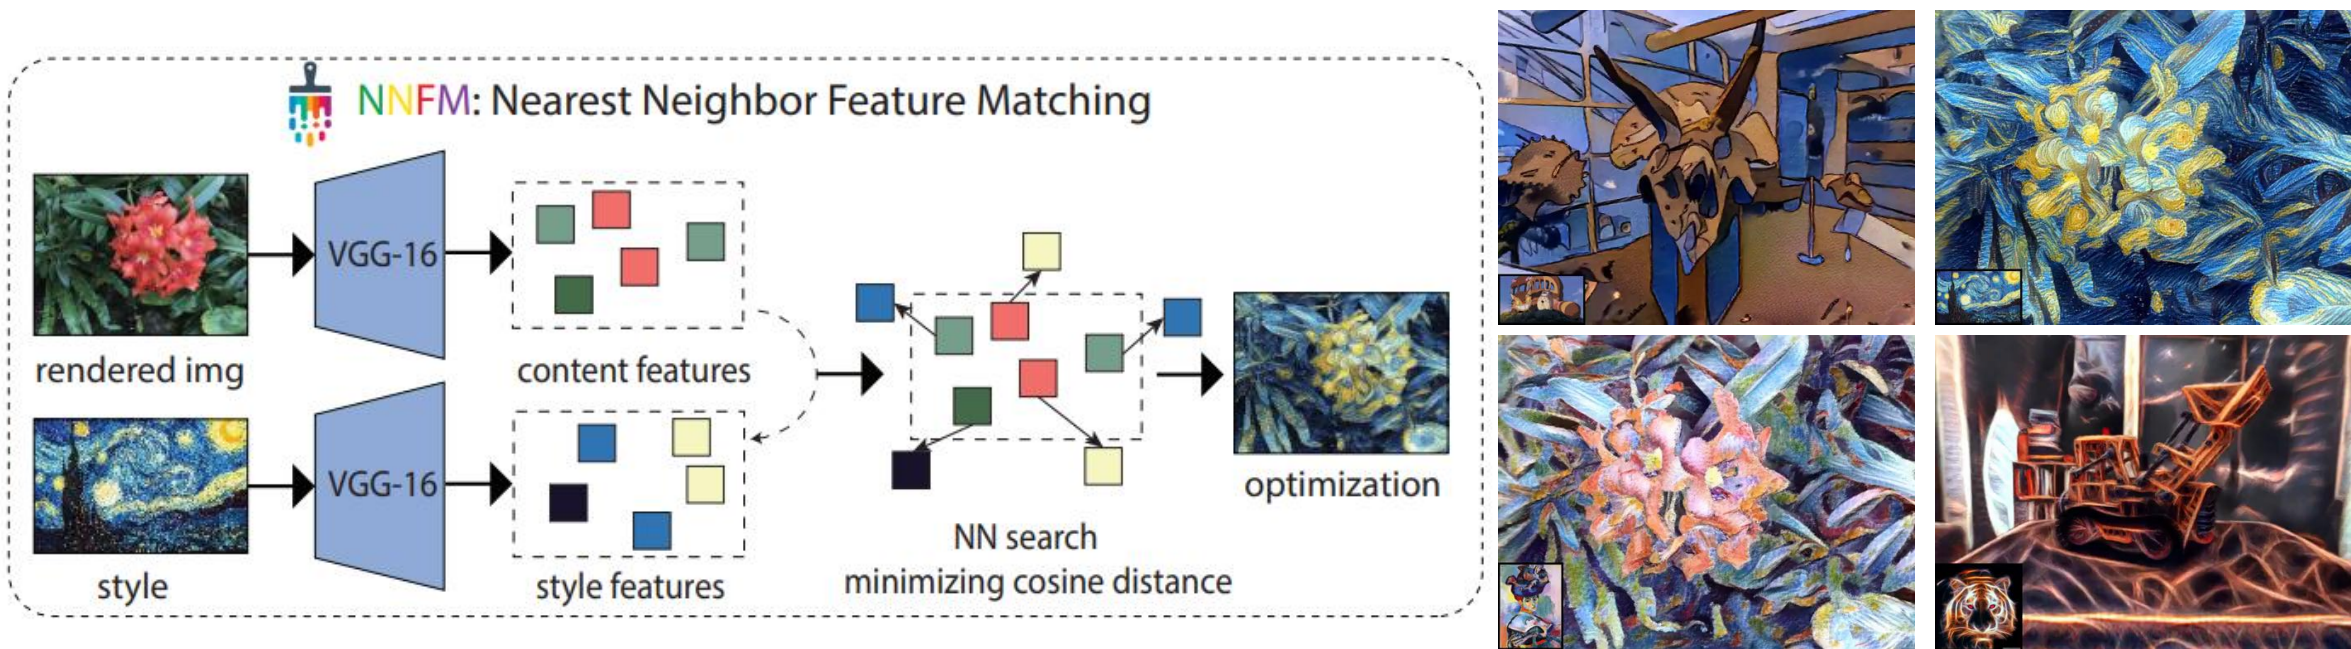 NNFM: Nearest Neighbor Feature Matching
VGG-16
rendered img
content features
VGG-16
style
style features
NN search
minimizing cosine distance
optimization